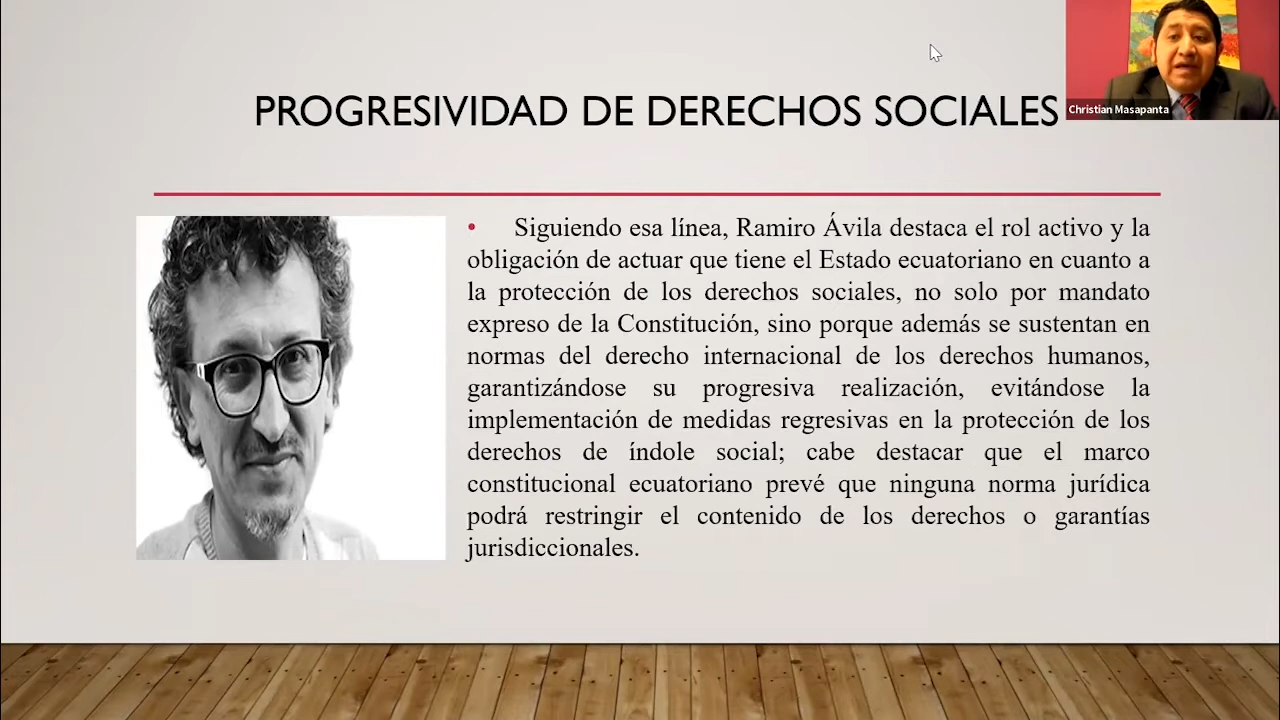 PROGRESIVIDAD DE DERECHOS SOCIALES
Christian Masapanta
• Siguiendo esa línea, Ramiro Ávila destaca el rol activo y la
obligación de actuar que tiene el Estado ecuatoriano en cuanto a
la protección de los derechos sociales, no solo por mandato
expreso de la Constitución, sino porque además se sustentan en
normas del derecho internacional de los derechos humanos,
garantizándose su progresiva realización, evitándose la
implementación de medidas regresivas en la protección de los
derechos de índole social; cabe destacar que el marco
constitucional ecuatoriano prevé que ninguna norma jurídica
podrá restringir el contenido de los derechos o garantías
jurisdiccionales.